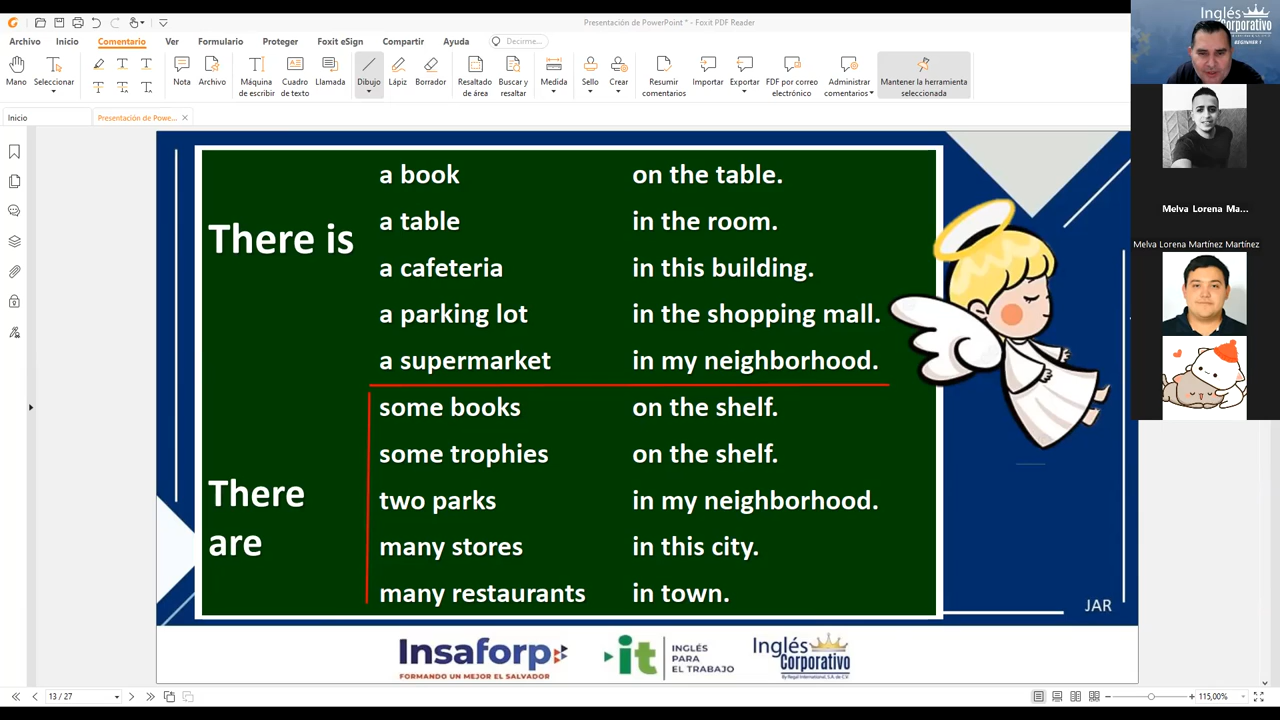 Presentación de PowerPoint * - Foxit PDF Reader
Archivo Inicio Comentario Ver Formulario Proteger Foxit eSign Compartir Ayuda Decirme...
Mano Seleccionar Nota Archivo Máquina de escribir Cuadro de texto Llamada Dibujo Lápiz Borrador Resaltado de área Buscar y resaltar Medida Sello Crear Resumir comentarios Importar Exportar FDF por correo electrónico Administrar comentarios Mantener la herramienta seleccionada
Inicio Presentación de Powe...
There is
a book on the table.
a table in the room.
a cafeteria in this building.
a parking lot in the shopping mall.
a supermarket in my neighborhood.
There are
some books on the shelf.
some trophies on the shelf.
two parks in my neighborhood.
many stores in this city.
many restaurants in town.
JAR
Insaforp
FORMANDO UN MEJOR EL SALVADOR
it
INGLÉS
PARA
EL TRABAJO
Inglés
Corporativo
By Regal International, S.A. de C.V.
Inglés
Corporativo
BEGINNER 1
Melva Lorena Ma...
Melva Lorena Martínez Martínez
13 / 27
115,00%